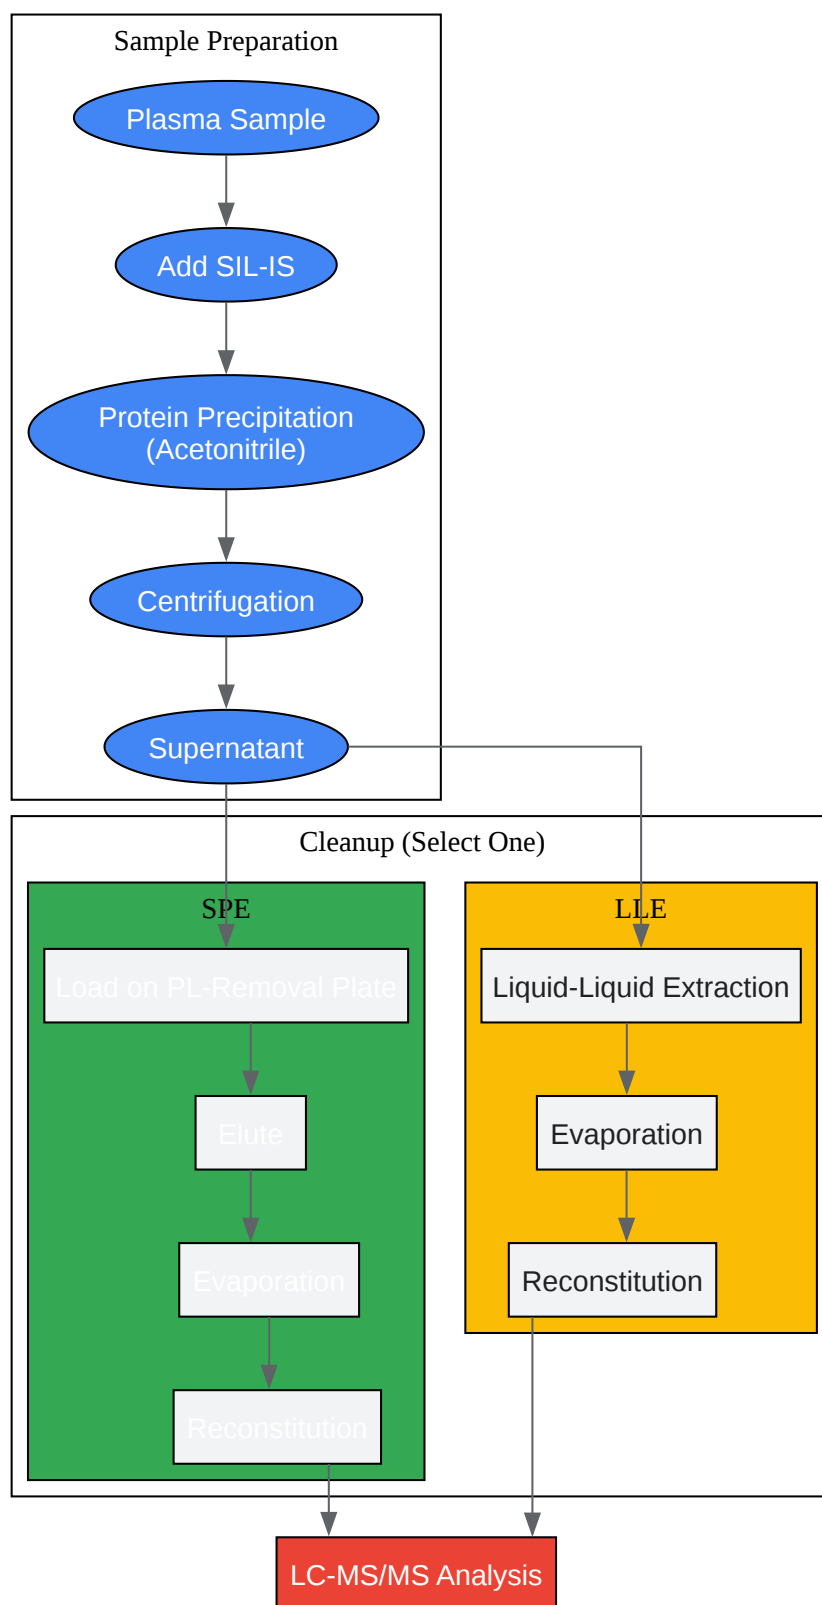 Sample Preparation
Plasma Sample
Add SIL-IS
Protein Precipitation
(Acetonitrile)
Centrifugation
Supernatant
Cleanup (Select One)
SPE
Load on PL-Removal Plate
Elute
Evaporation
Reconstitution
LLE
Liquid-Liquid Extraction
Evaporation
Reconstitution
LC-MS/MS Analysis